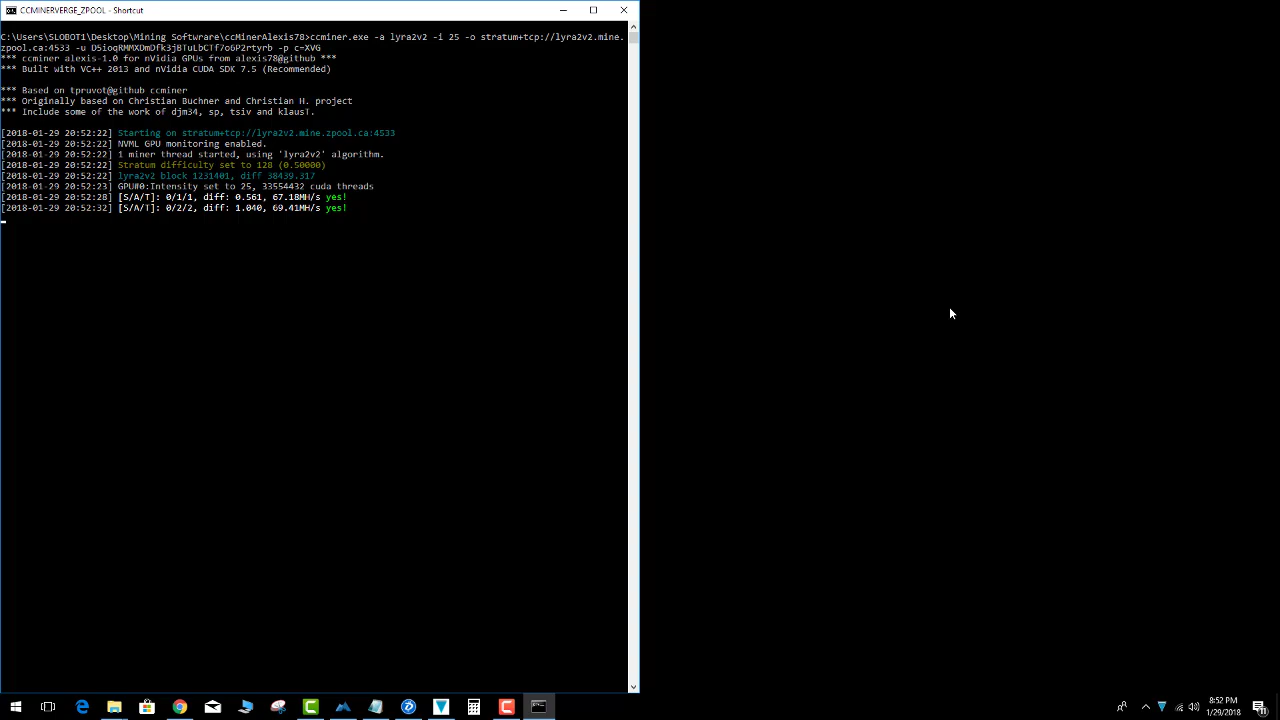 CCMINERVERGE_ZPOOL - Shortcut
C:\Users\SLOBOT1\Desktop\Mining Softwrare\ccMinerAlexis78>ccminer.exe -a lyra2v2 -i 25 -o stratum+tcp://lyra2v2.mine.
zpool.ca:4533 -u D5ioqRMMXDmDfk3jBTuLbCTf7o6P2rtyrb -p c=XVG
*** ccminer alexis-1.0 for nVidia GPUs from alexis78@github ***
*** Built with VC++ 2013 and nVidia CUDA SDK 7.5 (Recommended)
*** Based on tpruvot@github ccminer
*** Originally based on Christian Buchner and Christian H. project
*** Include some of the work of djm34, sp, tsiv and klausT.
[2018-01-29 20:52:22] Starting on stratum+tcp://lyra2v2.mine.zpool.ca:4533
[2018-01-29 20:52:22] NVML GPU monitoring enabled.
[2018-01-29 20:52:22] 1 miner thread started, using 'lyra2v2' algorithm.
[2018-01-29 20:52:22] Stratum difficulty set to 128 (0.50000)
[2018-01-29 20:52:22] lyra2v2 block 1231401, diff 38439.317
[2018-01-29 20:52:23] GPU#0:Intensity set to 25, 33554432 cuda threads
[2018-01-29 20:52:28] [S/A/T]: 0/1/1, diff: 0.561, 67.18MH/s yes!
[2018-01-29 20:52:32] [S/A/T]: 0/2/2, diff: 1.040, 69.41MH/s yes!
8:52 PM
1/29/2018